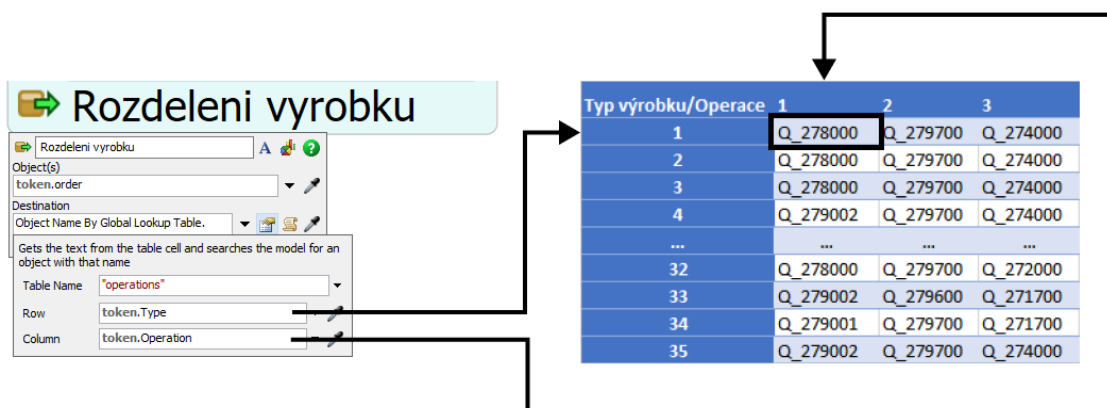 Rozdeleni vyrobku
Rozdeleni vyrobku
Object(s)
token.order
Destination
Object Name By Global Lookup Table.
Gets the text from the table cell and searches the model for an
object with that name
Table Name "operations"
Row token.Type
Column token.Operation
Typ výrobku/Operace 1 2 3
1 Q_278000 Q_279700 Q_274000
2 Q_278000 Q_279700 Q_274000
3 Q_278000 Q_279700 Q_274000
4 Q_279002 Q_279700 Q_274000
... ... ... ...
32 Q_278000 Q_279700 Q_272000
33 Q_279002 Q_279600 Q_271700
34 Q_279001 Q_279700 Q_271700
35 Q_279002 Q_279700 Q_274000